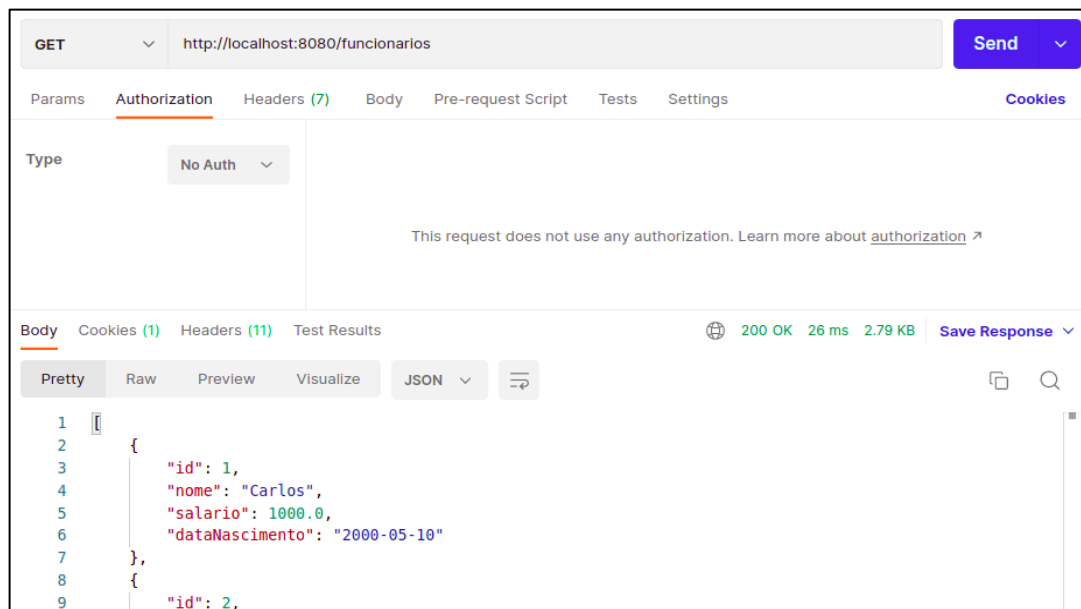 GET http://localhost:8080/funcionarios Send
Params Authorization Headers (7) Body Pre-request Script Tests Settings Cookies
Type No Auth
This request does not use any authorization. Learn more about authorization ↗
Body Cookies (1) Headers (11) Test Results 200 OK 26 ms 2.79 KB Save Response
Pretty Raw Preview Visualize JSON
1 [
2 {
3 "id": 1,
4 "nome": "Carlos",
5 "salario": 1000.0,
6 "dataNascimento": "2000-05-10"
7 },
8 {
9 "id": 2,